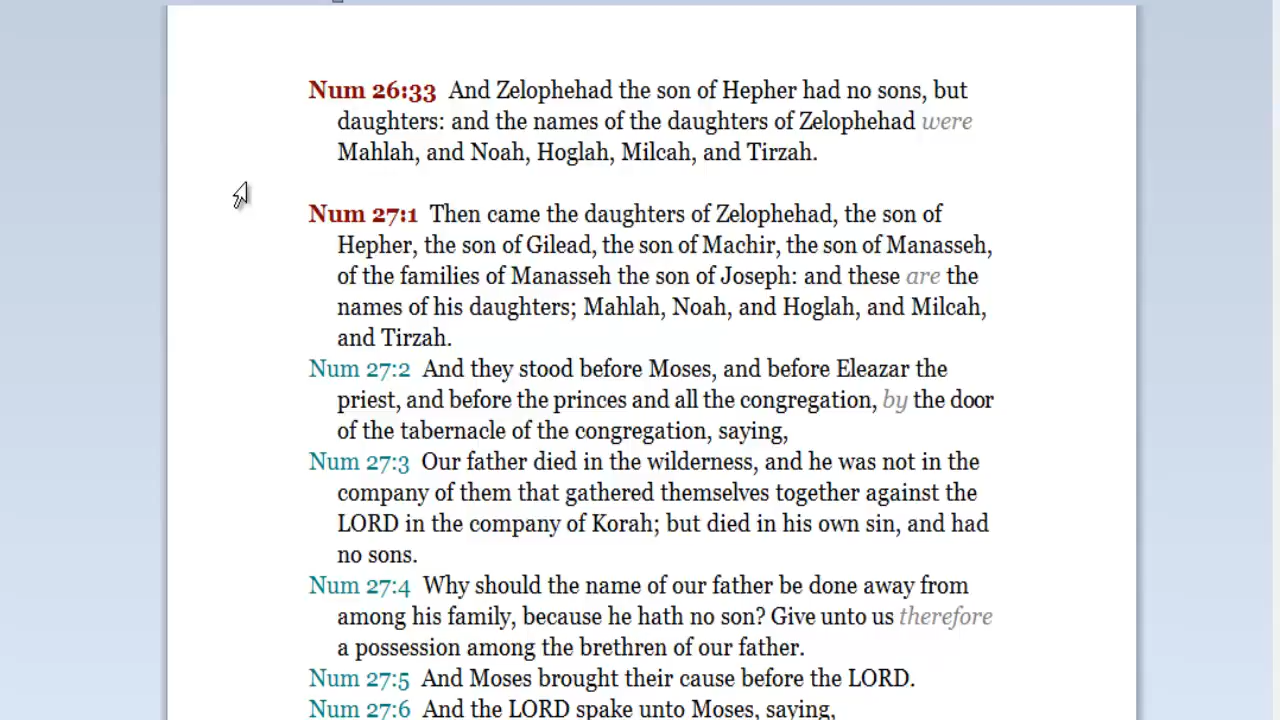 Num 26:33 And Zelophehad the son of Hepher had no sons, but
daughters: and the names of the daughters of Zelophehad were
Mahlah, and Noah, Hoglah, Milcah, and Tirzah.
Num 27:1 Then came the daughters of Zelophehad, the son of
Hepher, the son of Gilead, the son of Machir, the son of Manasseh,
of the families of Manasseh the son of Joseph: and these are the
names of his daughters; Mahlah, Noah, and Hoglah, and Milcah,
and Tirzah.
Num 27:2 And they stood before Moses, and before Eleazar the
priest, and before the princes and all the congregation, by the door
of the tabernacle of the congregation, saying,
Num 27:3 Our father died in the wilderness, and he was not in the
company of them that gathered themselves together against the
LORD in the company of Korah; but died in his own sin, and had
no sons.
Num 27:4 Why should the name of our father be done away from
among his family, because he hath no son? Give unto us therefore
a possession among the brethren of our father.
Num 27:5 And Moses brought their cause before the LORD.
Num 27:6 And the LORD spake unto Moses, saying,